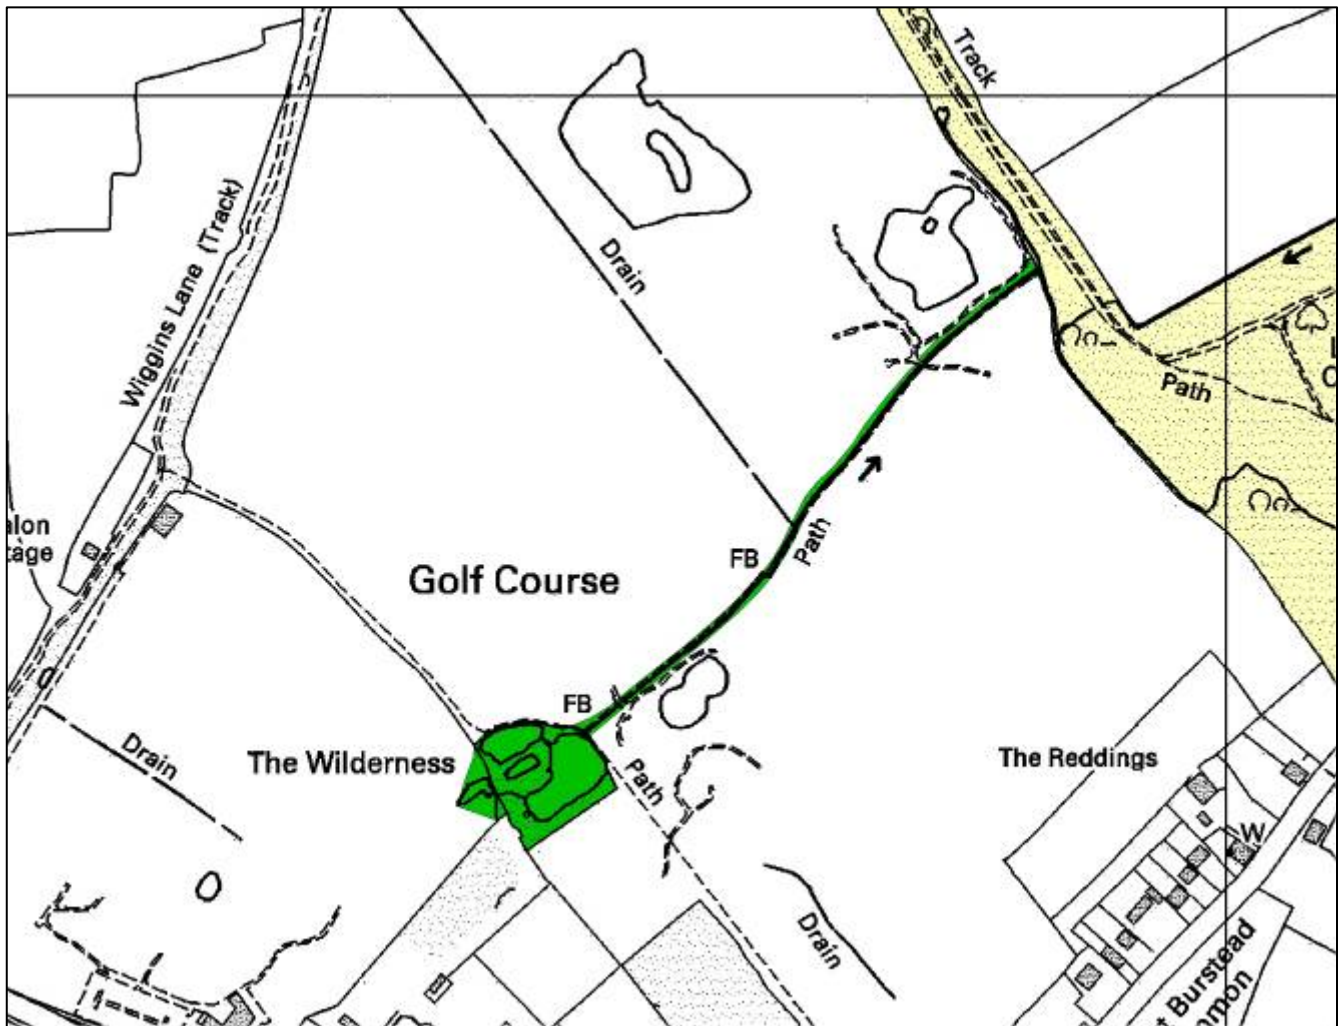 Track
Wiggins Lane (Track)
Drain
Path
alon
tage
FB
Path
Golf Course
FB
The Wilderness
Drain
Path
The Reddings
W
Drain
t Burstead
mmon